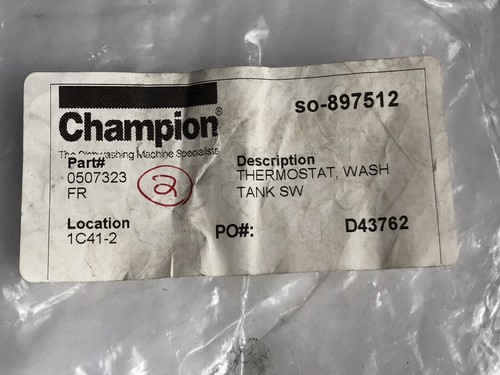 so-897512
Champion®
The Dishwashing Machine Specialists
Part#
0507323
FR
2
Description
THERMOSTAT, WASH
TANK SW
Location
1C41-2
PO#: D43762